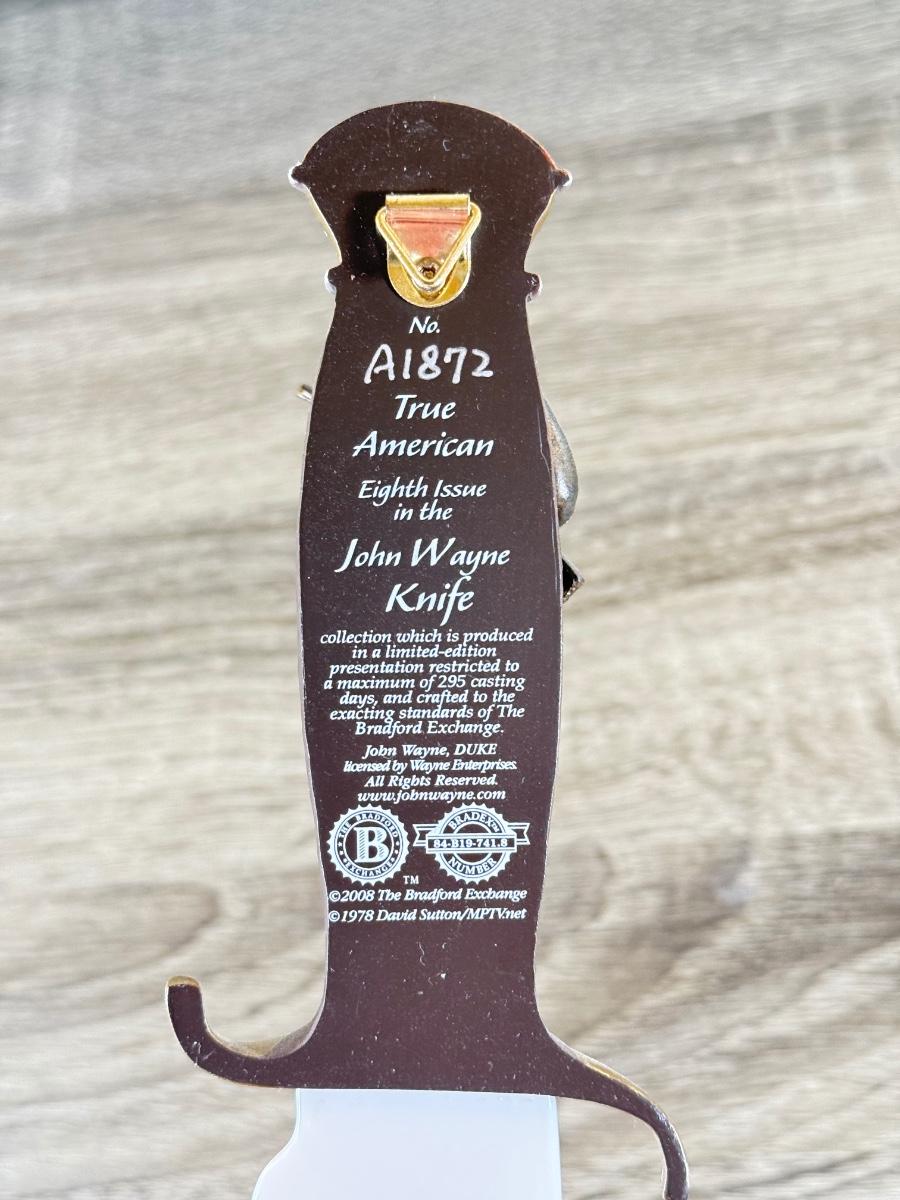 No.
A1872
True
American
Eighth Issue
in the
John Wayne
Knife
collection which is produced
in a limited-edition
presentation restricted to
a maximum of 295 casting
days, and crafted to the
exacting standards of The
Bradford Exchange.
John Wayne, DUKE
licensed by Wayne Enterprises.
All Rights Reserved.
www.johnwayne.com
THE BRADFORD
B
EXCHANGE
TM
BRADEX™
84-B19-741.8
NUMBER
©2008 The Bradford Exchange
©1978 David Sutton/MPTV.net